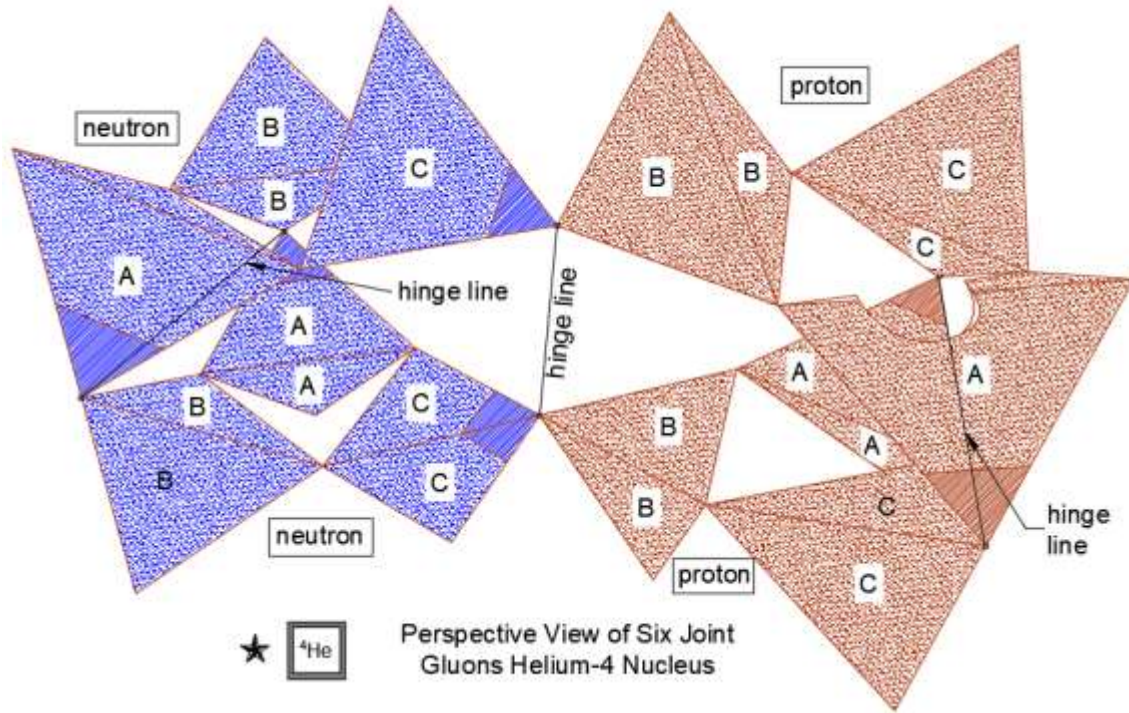 proton
neutron
B
B
C
B
B
C
C
A
hinge line
hinge line
A
A
A
A
A
B
B
C
C
B
B
C
C
hinge
line
neutron
proton
4He
Perspective View of Six Joint
Gluons Helium-4 Nucleus